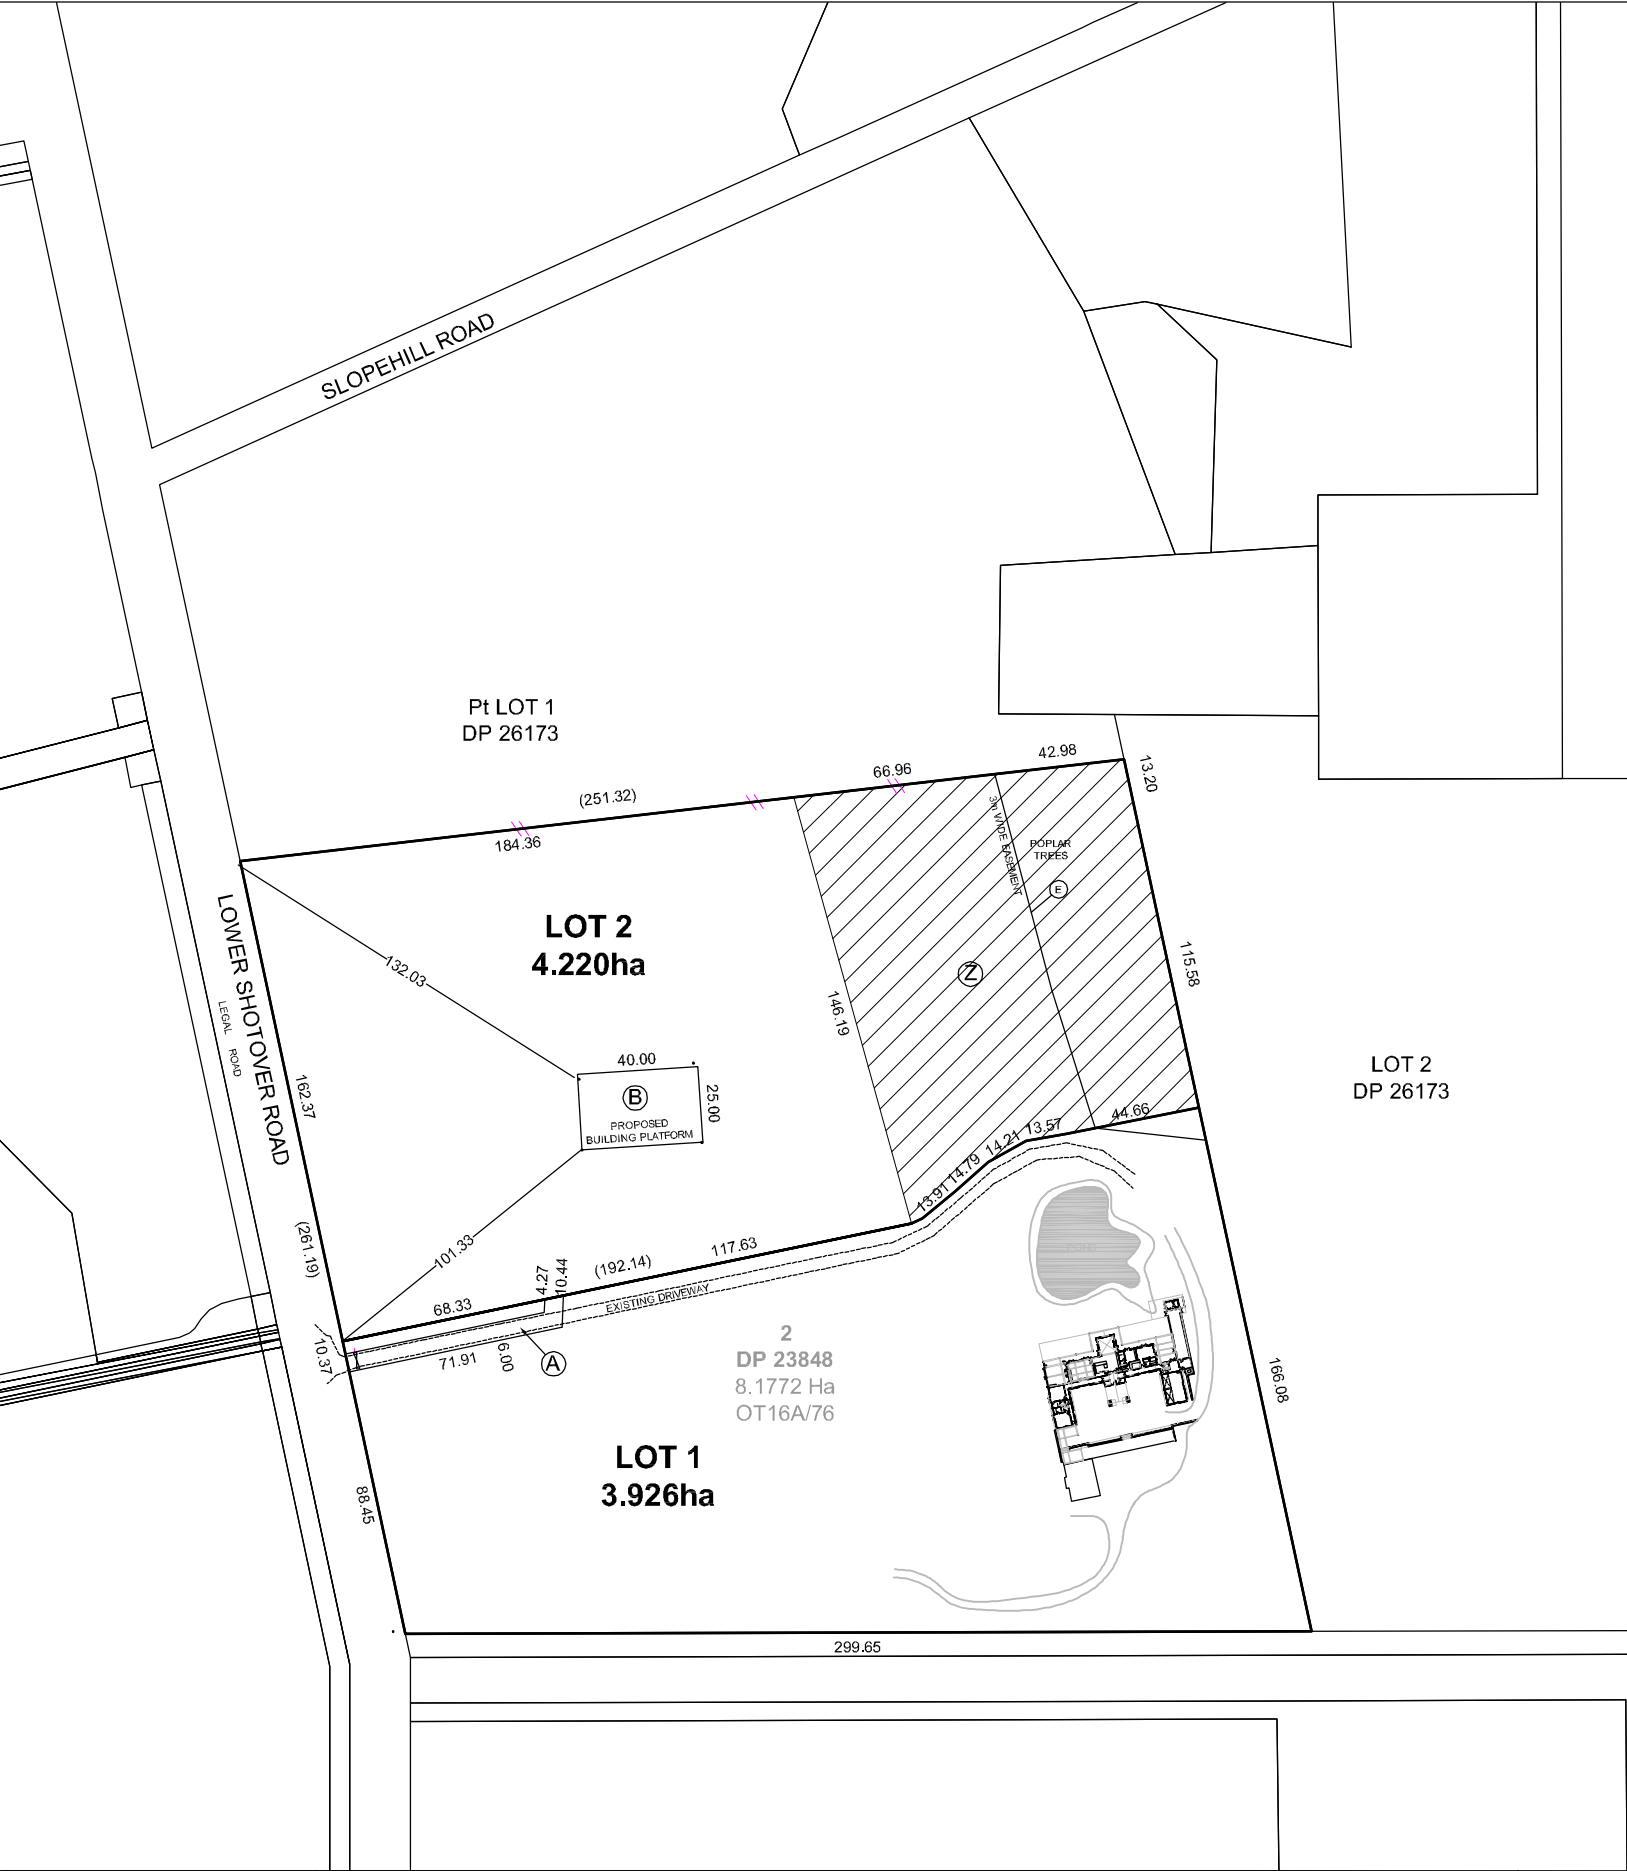 SLOPEHILL ROAD
Pt LOT 1
DP 26173
42.98
66.96
13.20
(251.32)
184.36
3m WIDE EASEMENT
POPLAR
TREES
E
LOT 2
4.220ha
LOWER SHOTOVER ROAD
LEGAL ROAD
132.03
Z
115.58
146.19
162.37
40.00
B
25.00
PROPOSED
BUILDING PLATFORM
LOT 2
DP 26173
44.66
13.57
14.21
14.79
13.91
101.33
(261.19)
117.63
(192.14)
4.27
10.44
68.33
EXISTING DRIVEWAY
10.37
71.91
6.00
A
2
DP 23848
8.1772 Ha
OT16A/76
166.08
LOT 1
3.926ha
88.45
299.65